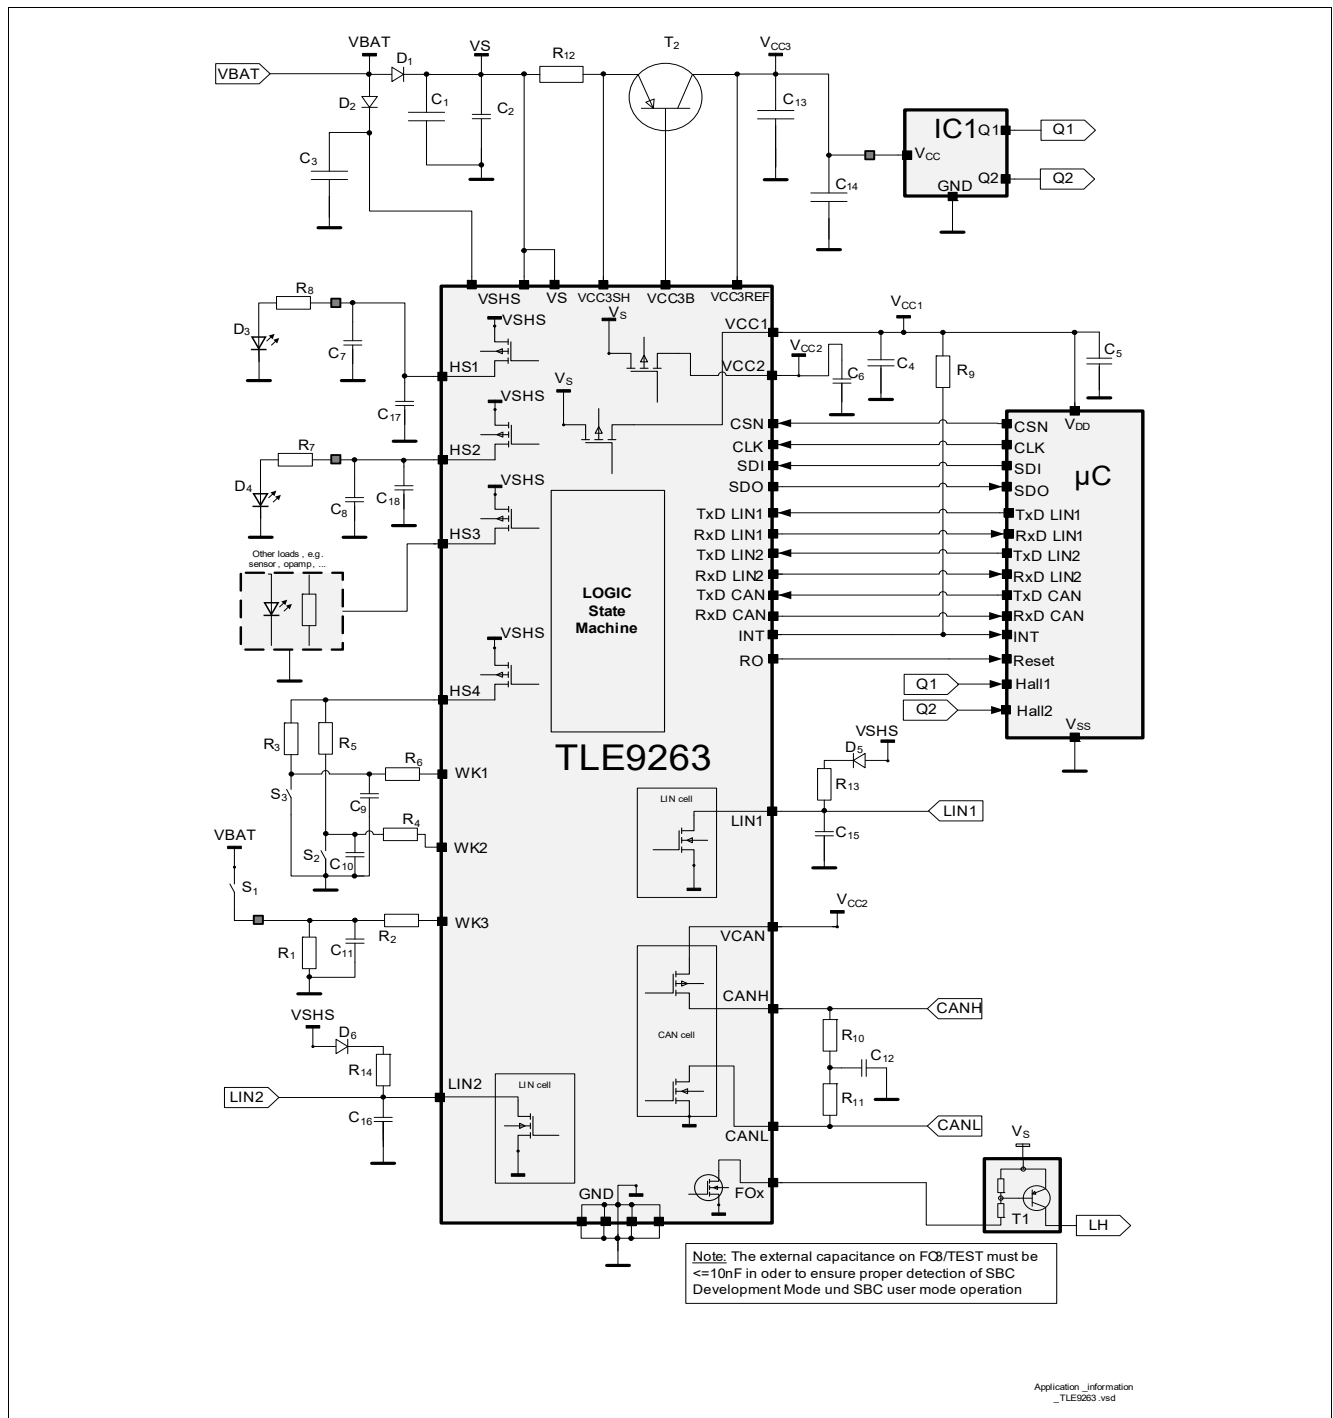 VBAT
VBAT
D1
VS
R12
T2
VCC3
D2
C1
C2
C13
C3
C14
IC1
Q1
Q1
VCC
Q2
Q2
GND
VSHS
VS
VCC3SH
VCC3B
VCC3REF
R8
D3
C7
C17
HS1
VSHS
VS
VS
VCC1
VCC1
VCC2
VCC2
C6
C4
R9
C5
R7
D4
C8
C18
HS2
VSHS
HS3
VSHS
CSN
CLK
SDI
SDO
TxD LIN1
RxD LIN1
TxD LIN2
RxD LIN2
TxD CAN
RxD CAN
INT
RO
VDD
CSN
CLK
SDI
SDO
µC
TxD LIN1
RxD LIN1
TxD LIN2
RxD LIN2
TxD CAN
RxD CAN
INT
Reset
Q1
Hall1
Q2
Hall2
VSS
Other loads , e.g.
sensor , opamp, ...
LOGIC
State
Machine
VSHS
HS4
R3
R5
R6
WK1
S3
C9
R4
WK2
S2
C10
VBAT
S1
WK3
R2
R1
C11
TLE9263
VSHS
D5
R13
LIN cell
LIN1
LIN1
C15
VCC2
VCAN
CANH
CANH
CAN cell
R10
C12
R11
CANL
CANL
VSHS
D6
R14
LIN2
LIN2
C16
LIN cell
GND
FOx
VS
T1
LH
Note: The external capacitance on FO3/TEST must be
<=10nF in oder to ensure proper detection of SBC
Development Mode und SBC user mode operation
Application _information
_TLE9263 .vsd